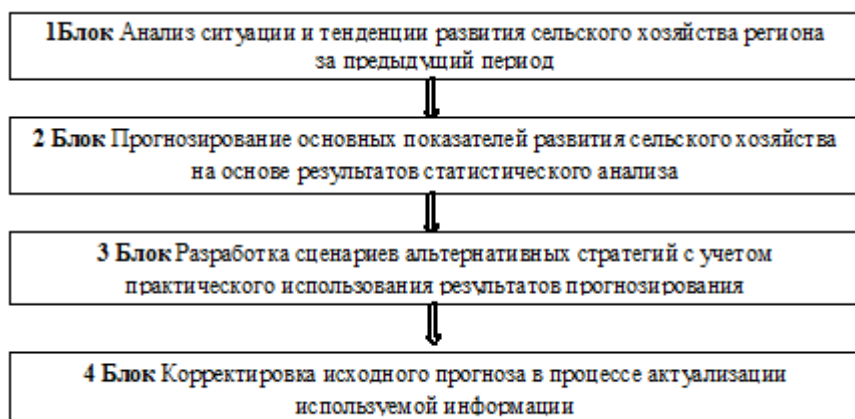 1Блок Анализ ситуации и тенденции развития сельского хозяйства региона
за предыдущий период
2 Блок Прогнозирование основных показателей развития сельского хозяйства
на основе результатов статистического анализа
3 Блок Разработка сценариев альтернативных стратегий с учетом
практического использования результатов прогнозирования
4 Блок Корректировка исходного прогноза в процессе актуализации
используемой информации